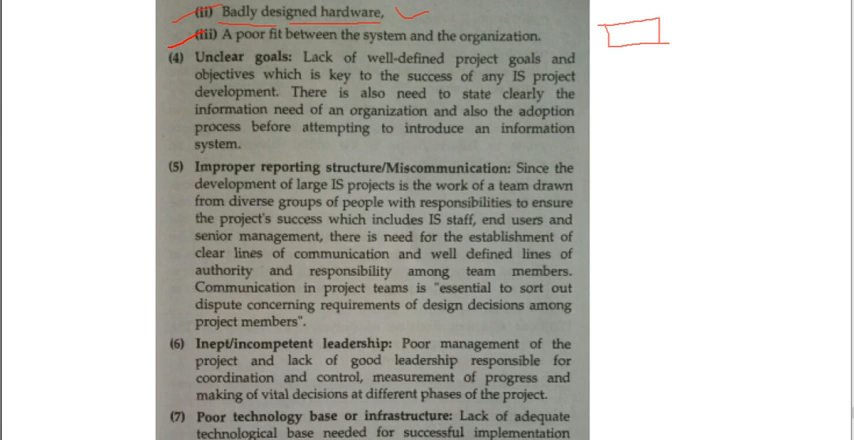 (ii) Badly designed hardware,
(iii) A poor fit between the system and the organization.
(4) Unclear goals: Lack of well-defined project goals and
objectives which is key to the success of any IS project
development. There is also need to state clearly the
information need of an organization and also the adoption
process before attempting to introduce an information
system.
(5) Improper reporting structure/Miscommunication: Since the
development of large IS projects is the work of a team drawn
from diverse groups of people with responsibilities to ensure
the project's success which includes IS staff, end users and
senior management, there is need for the establishment of
clear lines of communication and well defined lines of
authority and responsibility among team members.
Communication in project teams is "essential to sort out
dispute concerning requirements of design decisions among
project members".
(6) Inept/incompetent leadership: Poor management of the
project and lack of good leadership responsible for
coordination and control, measurement of progress and
making of vital decisions at different phases of the project.
(7) Poor technology base or infrastructure: Lack of adequate
technological base needed for successful implementation